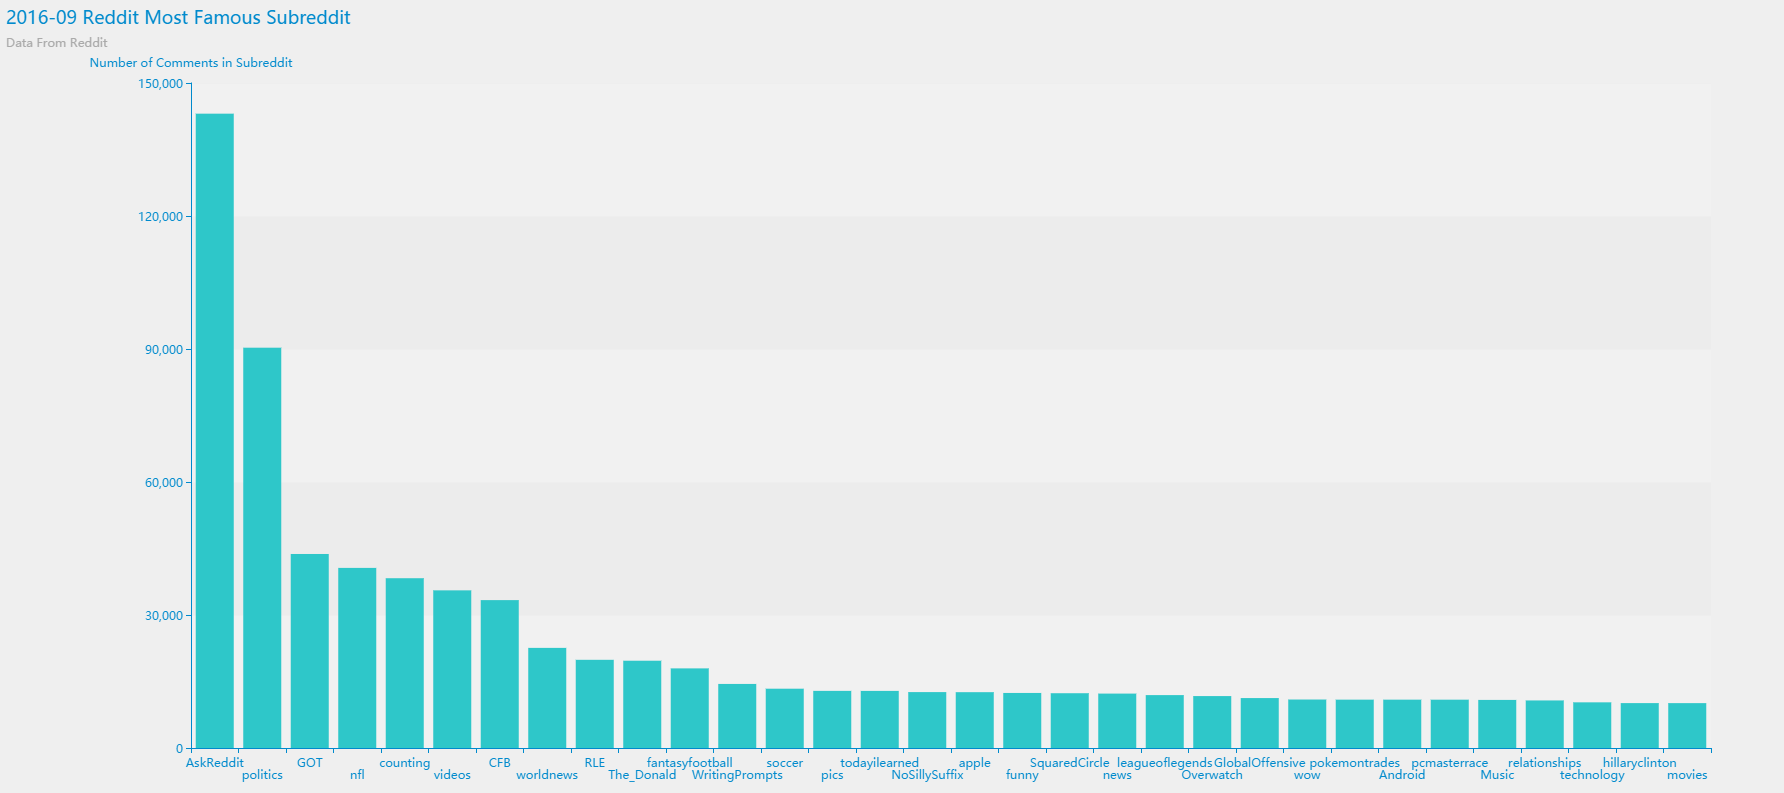 2016-09 Reddit Most Famous Subreddit
Data From Reddit
Number of Comments in Subreddit
150,000
120,000
90,000
60,000
30,000
0
AskReddit
politics
GOT
nfl
counting
videos
CFB
worldnews
RLE
The_Donald
fantasyfootball
WritingPrompts
soccer
pics
todayilearned
NoSillySuffix
apple
funny
SquaredCircle
news
leagueoflegends
Overwatch
GlobalOffensive
wow
pokemontrades
Android
pcmasterrace
Music
relationships
technology
hillaryclinton
movies